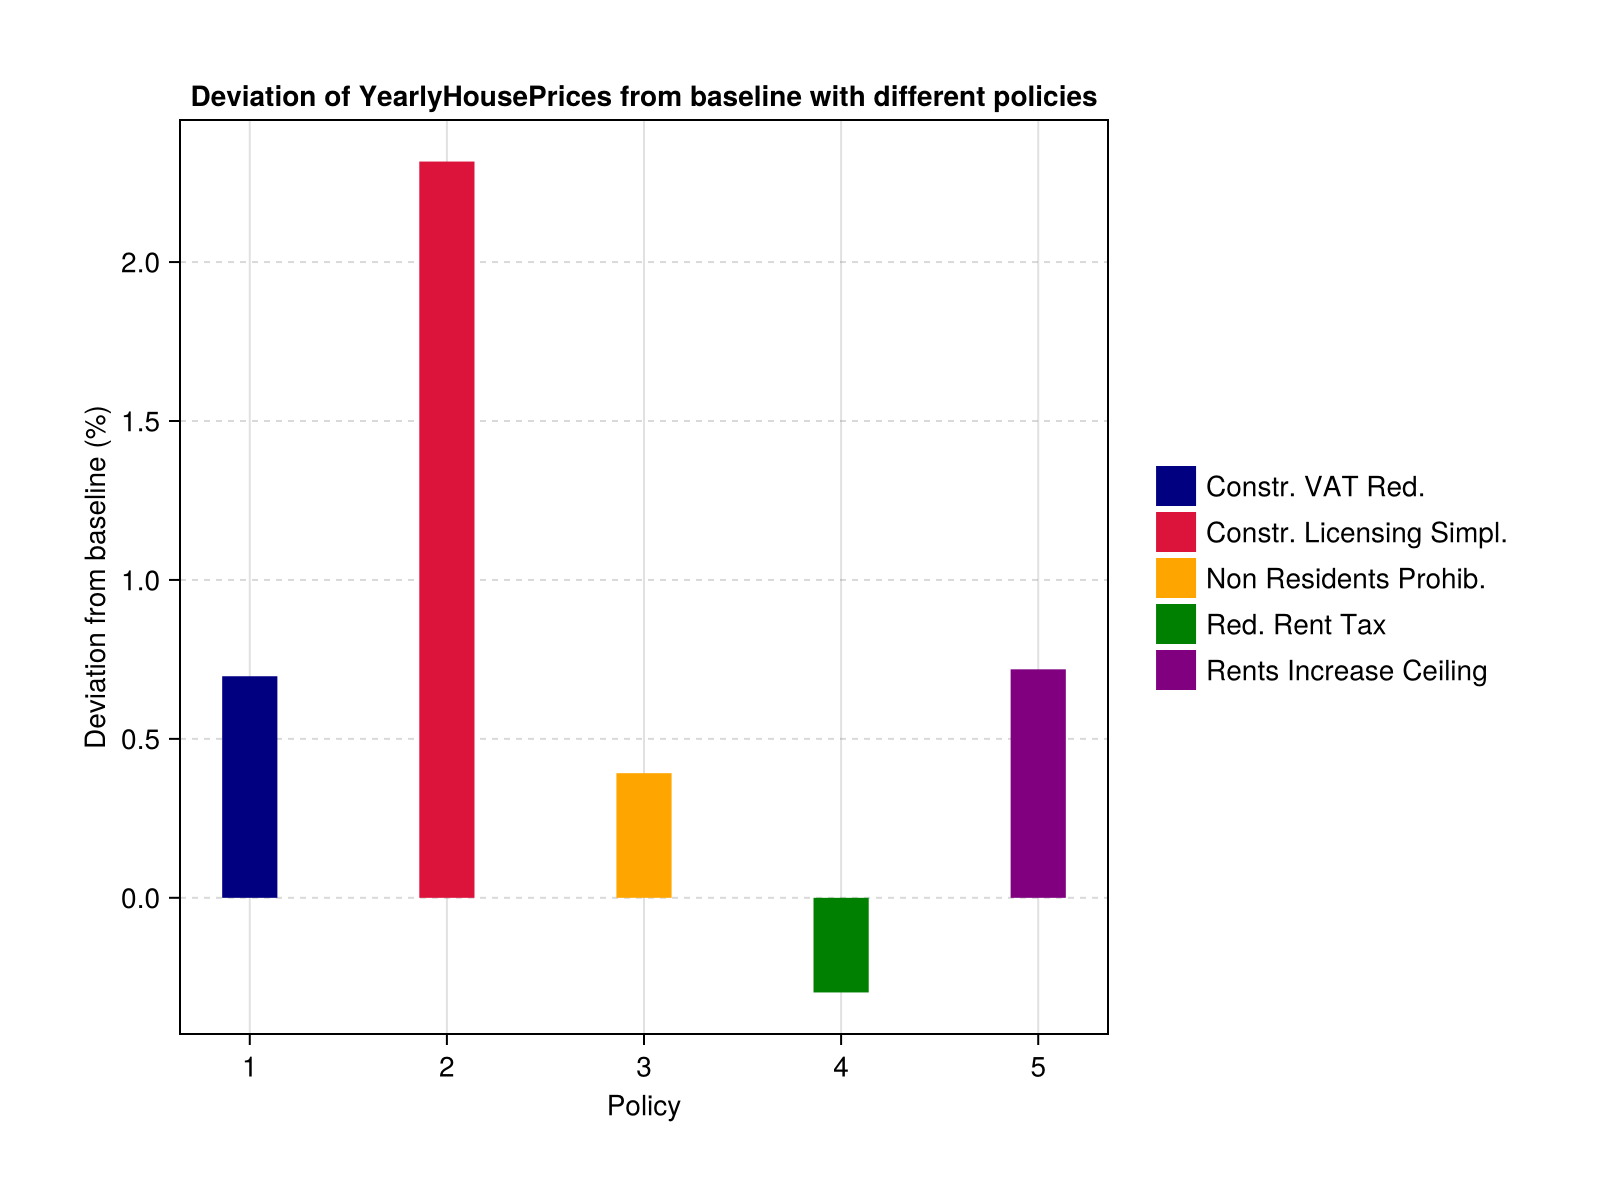 Deviation of YearlyHousePrices from baseline with different policies
Deviation from baseline (%)
2.0
1.5
1.0
0.5
0.0
1 2 3 4 5
Policy
Constr. VAT Red.
Constr. Licensing Simpl.
Non Residents Prohib.
Red. Rent Tax
Rents Increase Ceiling